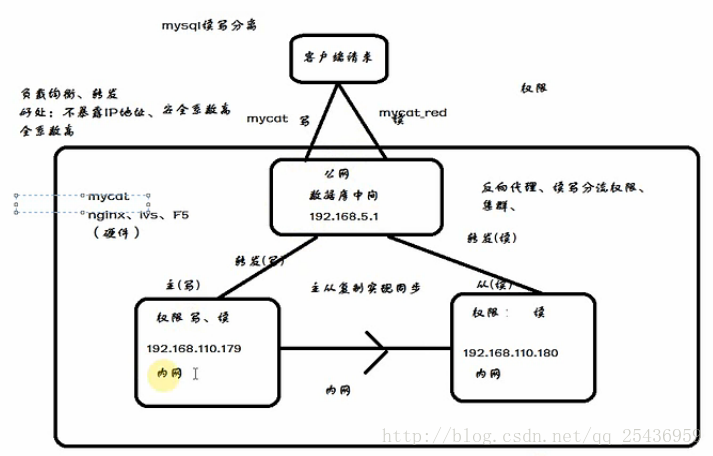 mysql读写分离
客户端请求
负载均衡、转发
好处：不暴露IP地址、安全系数高
全系数高
权限
mycat 写
mycat_red
读
公网
数据库中间
192.168.5.1
mycat
nginx、lvs、F5
（硬件）
反向代理、读写分流权限、
集群、
转发(写)
转发(读)
主(写)
主从复制实现同步
从(读)
权限 写、读
192.168.110.179
内网
权限： 读
192.168.110.180
内网
内网
http://blog.csdn.net/qq_25436959